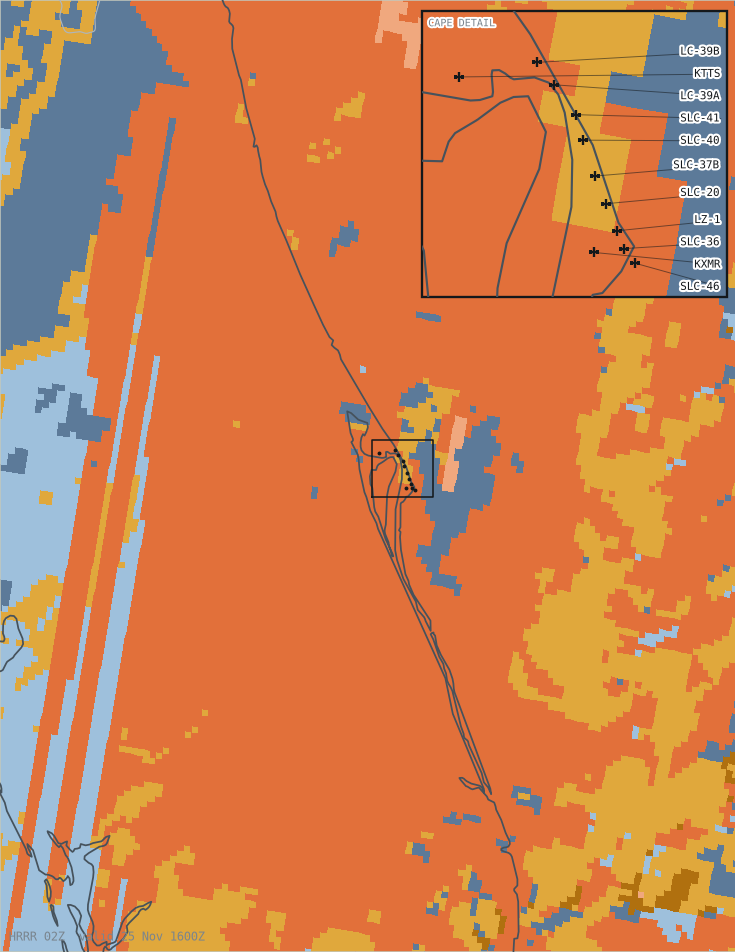 CAPE DETAIL
LC-39B
KTTS
LC-39A
SLC-41
SLC-40
SLC-37B
SLC-20
LZ-1
SLC-36
KXMR
SLC-46
HRRR 02Z 25 Nov 1600Z